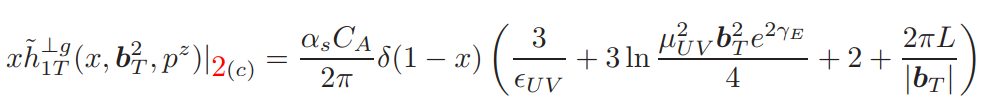 $x\tilde{h}_{1T}^{\perp g}(x, \boldsymbol{b}_T^2, p^z)|_{2(c)} = \frac{\alpha_s C_A}{2\pi} \delta(1-x) \left( \frac{3}{\epsilon_{UV}} + 3 \ln \frac{\mu_{UV}^2 \boldsymbol{b}_T^2 e^{2\gamma_E}}{4} + 2 + \frac{2\pi L}{|\boldsymbol{b}_T|} \right)$